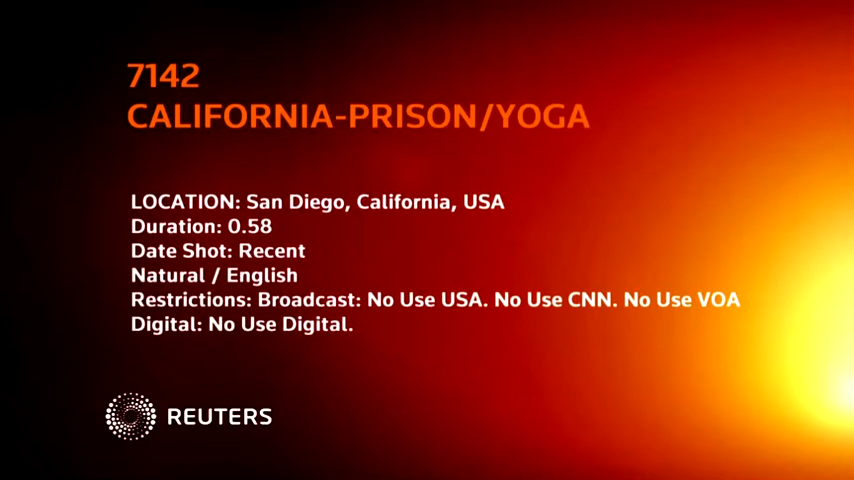 7142
CALIFORNIA-PRISON/YOGA
LOCATION: San Diego, California, USA
Duration: 0.58
Date Shot: Recent
Natural / English
Restrictions: Broadcast: No Use USA. No Use CNN. No Use VOA
Digital: No Use Digital.
REUTERS